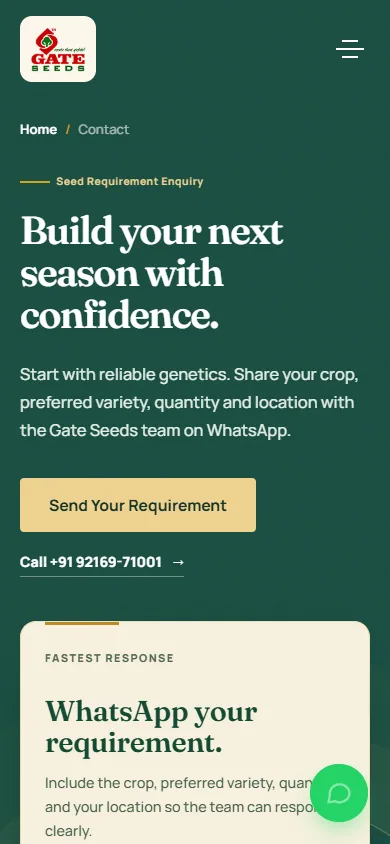 GATE
SEEDS
Home / Contact
Seed Requirement Enquiry
Build your next
season with
confidence.
Start with reliable genetics. Share your crop,
preferred variety, quantity and location with
the Gate Seeds team on WhatsApp.
Send Your Requirement
Call +91 92169-71001 →
FASTEST RESPONSE
WhatsApp your
requirement.
Include the crop, preferred variety,
and your location so the team can
clearly.